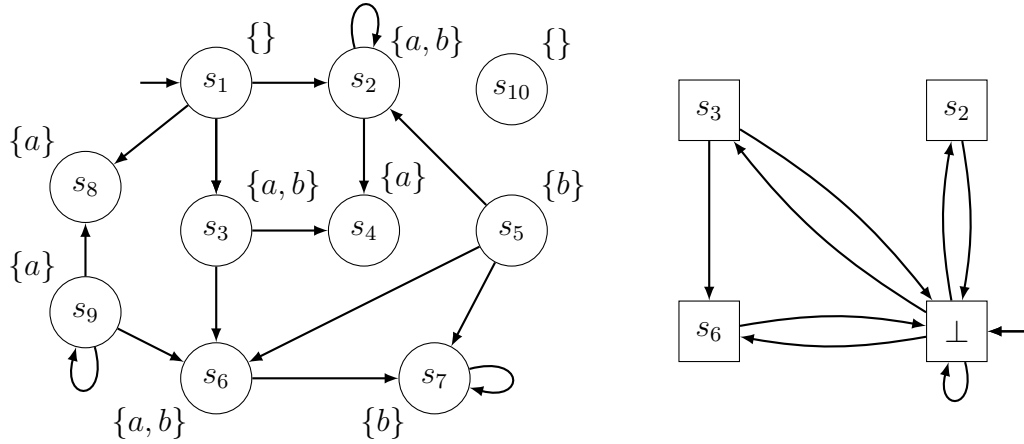 {}
s1
{a, b}
s2
{}
s10
{a}
s8
{a, b}
s3
{a}
s4
{b}
s5
{a}
s9
s6
{a, b}
s7
{b}
s3
s2
s6
⊥